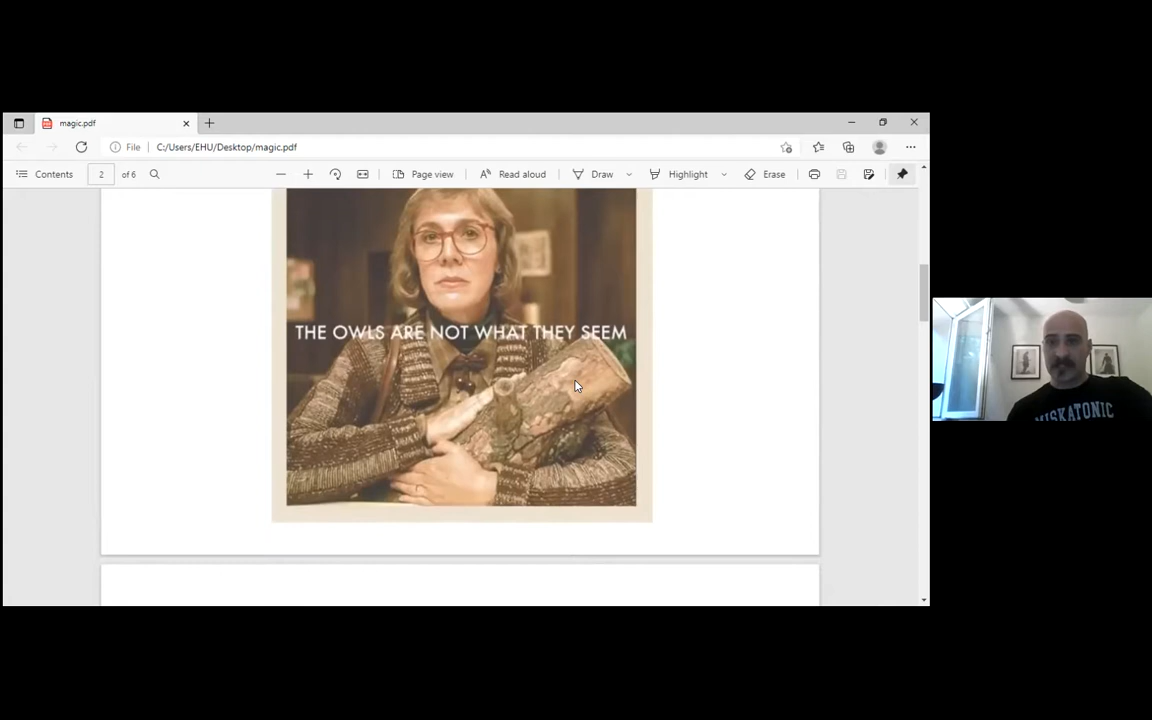 magic.pdf
File
C:/Users/EHU/Desktop/magic.pdf
Contents
2
of 6
Page view
Read aloud
Draw
Highlight
Erase
THE OWLS ARE NOT WHAT THEY SEEM
MISKATONIC